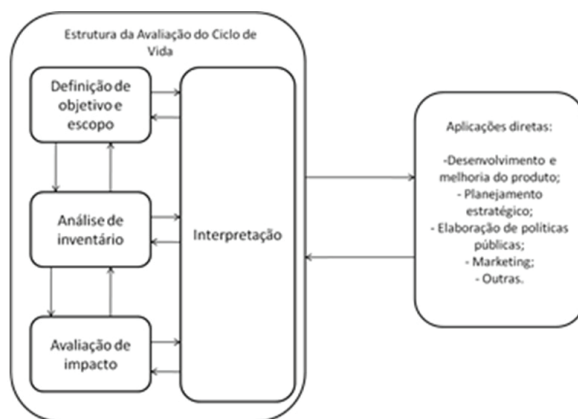 Estrutura da Avaliação do Ciclo de
Vida
Definição de
objetivo e
escopo
Análise de
inventário
Avaliação de
impacto
Interpretação
Aplicações diretas:
-Desenvolvimento e
melhoria do produto;
- Planejamento
estratégico;
- Elaboração de políticas
públicas;
- Marketing;
- Outras.